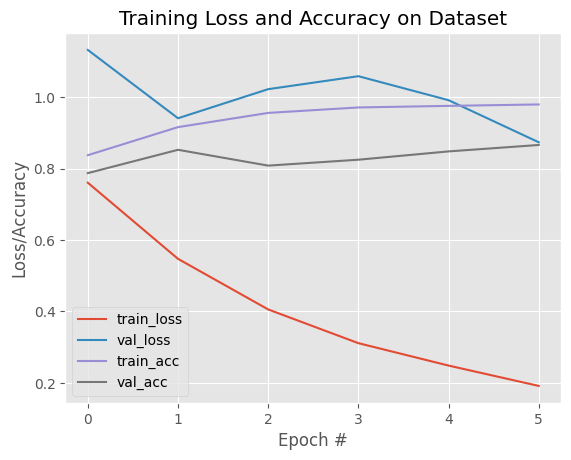 Training Loss and Accuracy on Dataset
Loss/Accuracy
1.0
0.8
0.6
0.4
0.2
train_loss
val_loss
train_acc
val_acc
0 1 2 3 4 5
Epoch #